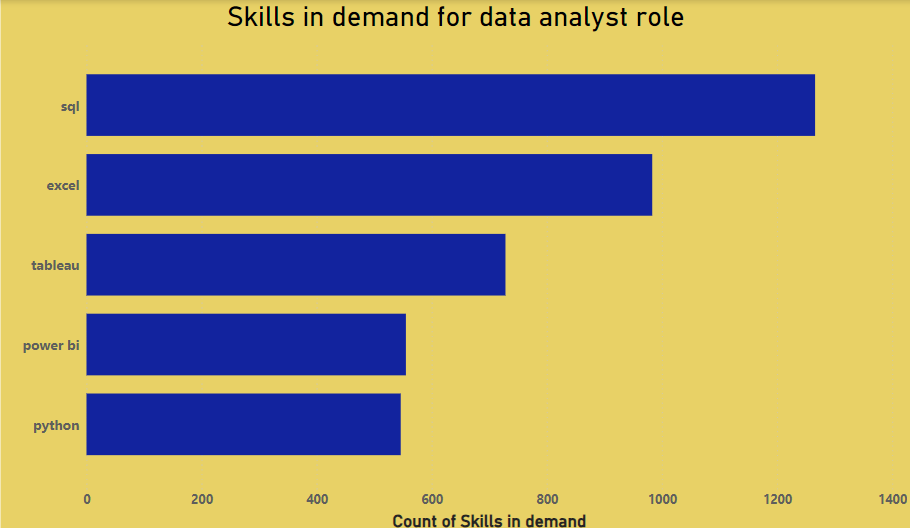 Skills in demand for data analyst role
sql
excel
tableau
power bi
python
0 200 400 600 800 1000 1200 1400
Count of Skills in demand